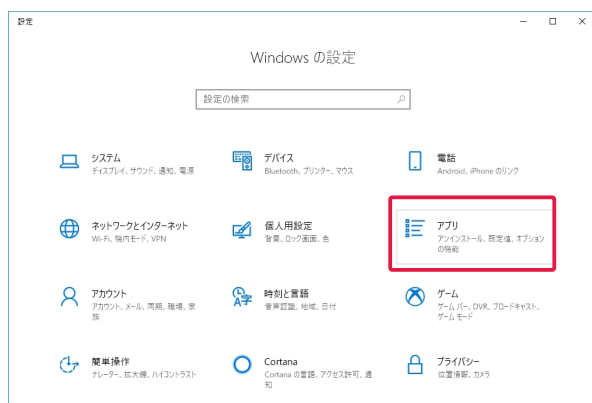 設定
Windows の設定
設定の検索
システム
ディスプレイ、サウンド、通知、電源
デバイス
Bluetooth、プリンター、マウス
電話
Android、iPhone のリンク
ネットワークとインターネット
Wi-Fi、機内モード、VPN
個人用設定
背景、ロック画面、色
アプリ
アンインストール、既定値、オプション
の機能
アカウント
アカウント、メール、同期、職場、家
族
時刻と言語
音声認識、地域、日付
ゲーム
ゲーム バー、DVR、ブロードキャスト、
ゲーム モード
簡単操作
ナレーター、拡大鏡、ハイコントラスト
Cortana
Cortana の言語、アクセス許可、通
知
プライバシー
位置情報、カメラ